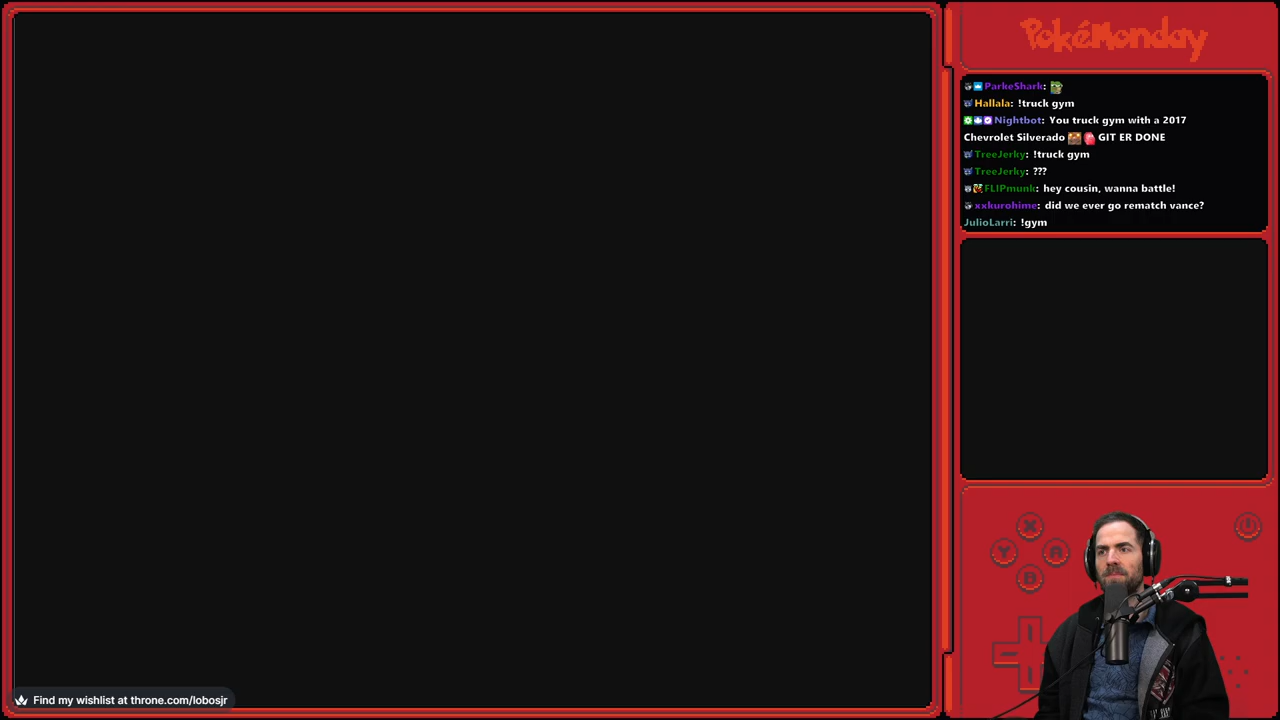 PokéMonday
ParkeShark:
Hallala: !truck gym
Nightbot: You truck gym with a 2017
Chevrolet Silverado GIT ER DONE
TreeJerky: !truck gym
TreeJerky: ???
FLIPmunk: hey cousin, wanna battle!
xxkurohime: did we ever go rematch vance?
JulioLarri: !gym
X
Y A
B
Find my wishlist at throne.com/lobosjr